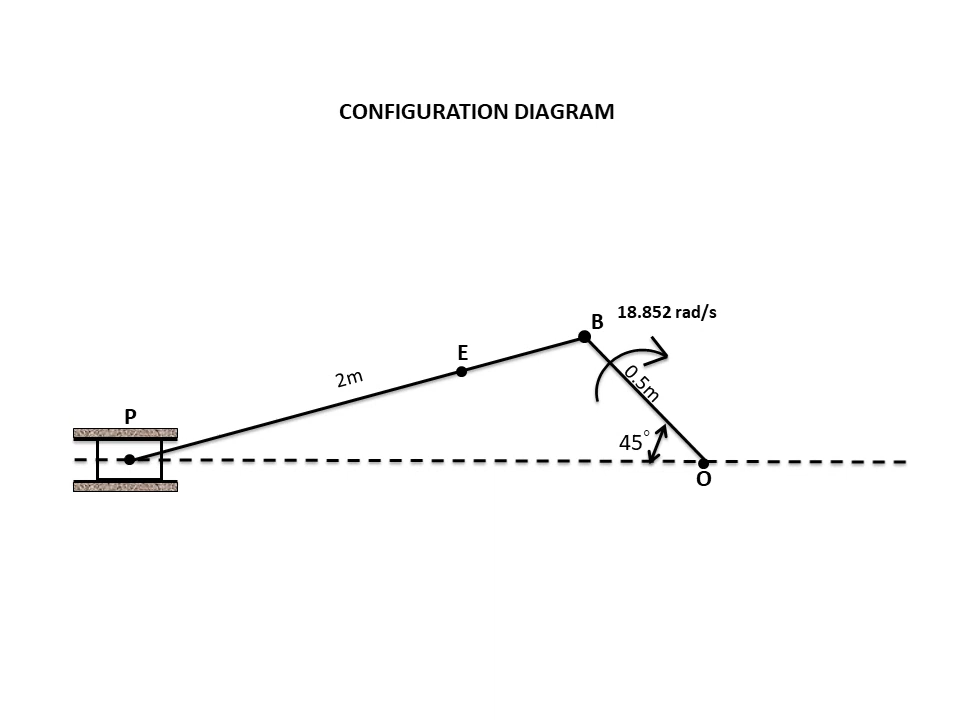 CONFIGURATION DIAGRAM
18.852 rad/s
B
E
2m
0.5m
P
45°
O